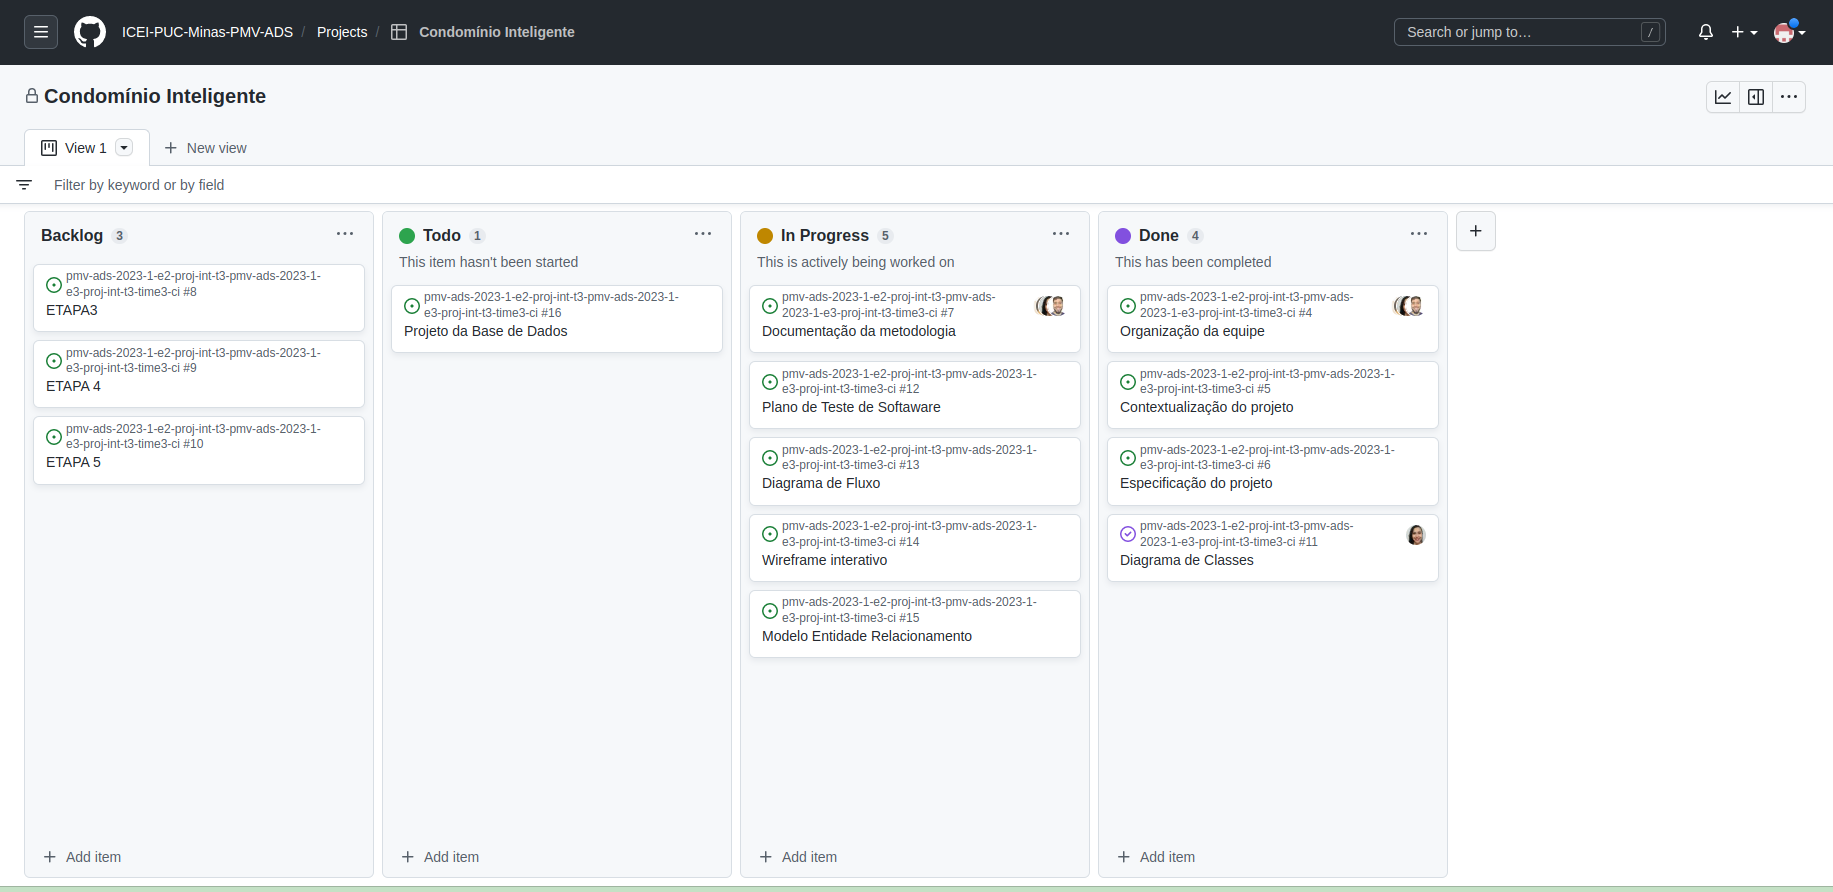 ICEI-PUC-Minas-PMV-ADS / Projects / Condomínio Inteligente
Search or jump to… /
Condomínio Inteligente
View 1
New view
Filter by keyword or by field
Backlog 3
pmv-ads-2023-1-e2-proj-int-t3-pmv-ads-2023-1-
e3-proj-int-t3-time3-ci #8
ETAPA3
pmv-ads-2023-1-e2-proj-int-t3-pmv-ads-2023-1-
e3-proj-int-t3-time3-ci #9
ETAPA 4
pmv-ads-2023-1-e2-proj-int-t3-pmv-ads-2023-1-
e3-proj-int-t3-time3-ci #10
ETAPA 5
Add item
Todo 1
This item hasn't been started
pmv-ads-2023-1-e2-proj-int-t3-pmv-ads-2023-1-
e3-proj-int-t3-time3-ci #16
Projeto da Base de Dados
Add item
In Progress 5
This is actively being worked on
pmv-ads-2023-1-e2-proj-int-t3-pmv-ads-
2023-1-e3-proj-int-t3-time3-ci #7
Documentação da metodologia
pmv-ads-2023-1-e2-proj-int-t3-pmv-ads-2023-1-
e3-proj-int-t3-time3-ci #12
Plano de Teste de Softaware
pmv-ads-2023-1-e2-proj-int-t3-pmv-ads-2023-1-
e3-proj-int-t3-time3-ci #13
Diagrama de Fluxo
pmv-ads-2023-1-e2-proj-int-t3-pmv-ads-2023-1-
e3-proj-int-t3-time3-ci #14
Wireframe interativo
pmv-ads-2023-1-e2-proj-int-t3-pmv-ads-2023-1-
e3-proj-int-t3-time3-ci #15
Modelo Entidade Relacionamento
Add item
Done 4
This has been completed
pmv-ads-2023-1-e2-proj-int-t3-pmv-ads-
2023-1-e3-proj-int-t3-time3-ci #4
Organização da equipe
pmv-ads-2023-1-e2-proj-int-t3-pmv-ads-2023-1-
e3-proj-int-t3-time3-ci #5
Contextualização do projeto
pmv-ads-2023-1-e2-proj-int-t3-pmv-ads-2023-1-
e3-proj-int-t3-time3-ci #6
Especificação do projeto
pmv-ads-2023-1-e2-proj-int-t3-pmv-ads-
2023-1-e3-proj-int-t3-time3-ci #11
Diagrama de Classes
Add item